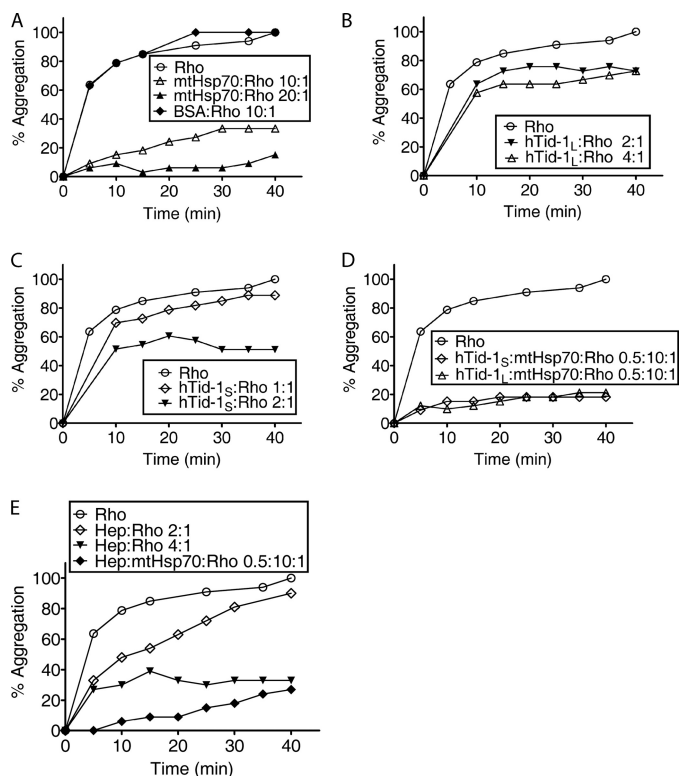 A
% Aggregation
100
80
60
40
20
0
Rho
mtHsp70:Rho 10:1
mtHsp70:Rho 20:1
BSA:Rho 10:1
0 10 20 30 40
Time (min)
B
% Aggregation
100
80
60
40
20
0
Rho
hTid-1L:Rho 2:1
hTid-1L:Rho 4:1
0 10 20 30 40
Time (min)
C
% Aggregation
100
80
60
40
20
0
Rho
hTid-1S:Rho 1:1
hTid-1S:Rho 2:1
0 10 20 30 40
Time (min)
D
% Aggregation
100
80
60
40
20
0
Rho
hTid-1S:mtHsp70:Rho 0.5:10:1
hTid-1L:mtHsp70:Rho 0.5:10:1
0 10 20 30 40
Time (min)
E
Rho
Hep:Rho 2:1
Hep:Rho 4:1
Hep:mtHsp70:Rho 0.5:10:1
% Aggregation
100
80
60
40
20
0
0 10 20 30 40
Time (min)